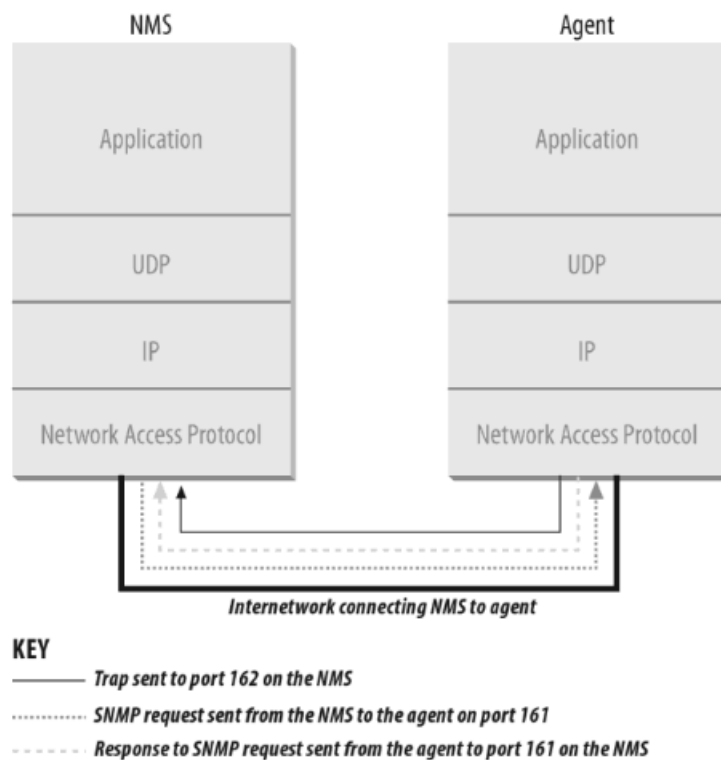 NMS
Agent
Application
Application
UDP
UDP
IP
IP
Network Access Protocol
Network Access Protocol
Internetwork connecting NMS to agent
KEY
Trap sent to port 162 on the NMS
SNMP request sent from the NMS to the agent on port 161
Response to SNMP request sent from the agent to port 161 on the NMS